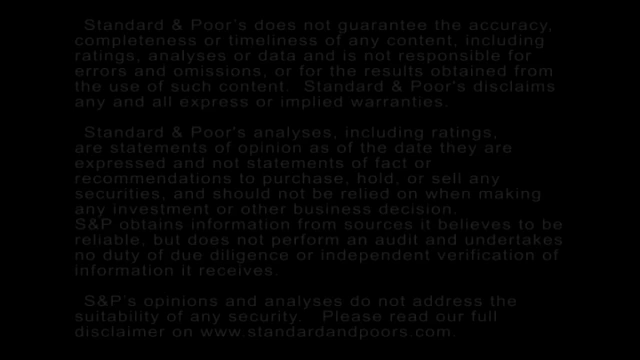 Standard & Poor's does not guarantee the accuracy,
completeness or timeliness of any content, including
ratings, analyses or data and is not responsible for
errors and omissions, or for the results obtained from
the use of such content. Standard & Poor's disclaims
any and all express or implied warranties.
Standard & Poor's analyses, including ratings,
are statements of opinion as of the date they are
expressed and not statements of fact or
recommendations to purchase, hold, or sell any
securities, and should not be relied on when making
any investment or other business decision.
S&P obtains information from sources it believes to be
reliable, but does not perform an audit and undertakes
no duty of due diligence or independent verification of
information it receives.
S&P's opinions and analyses do not address the
suitability of any security. Please read our full
disclaimer on www.standardandpoors.com.